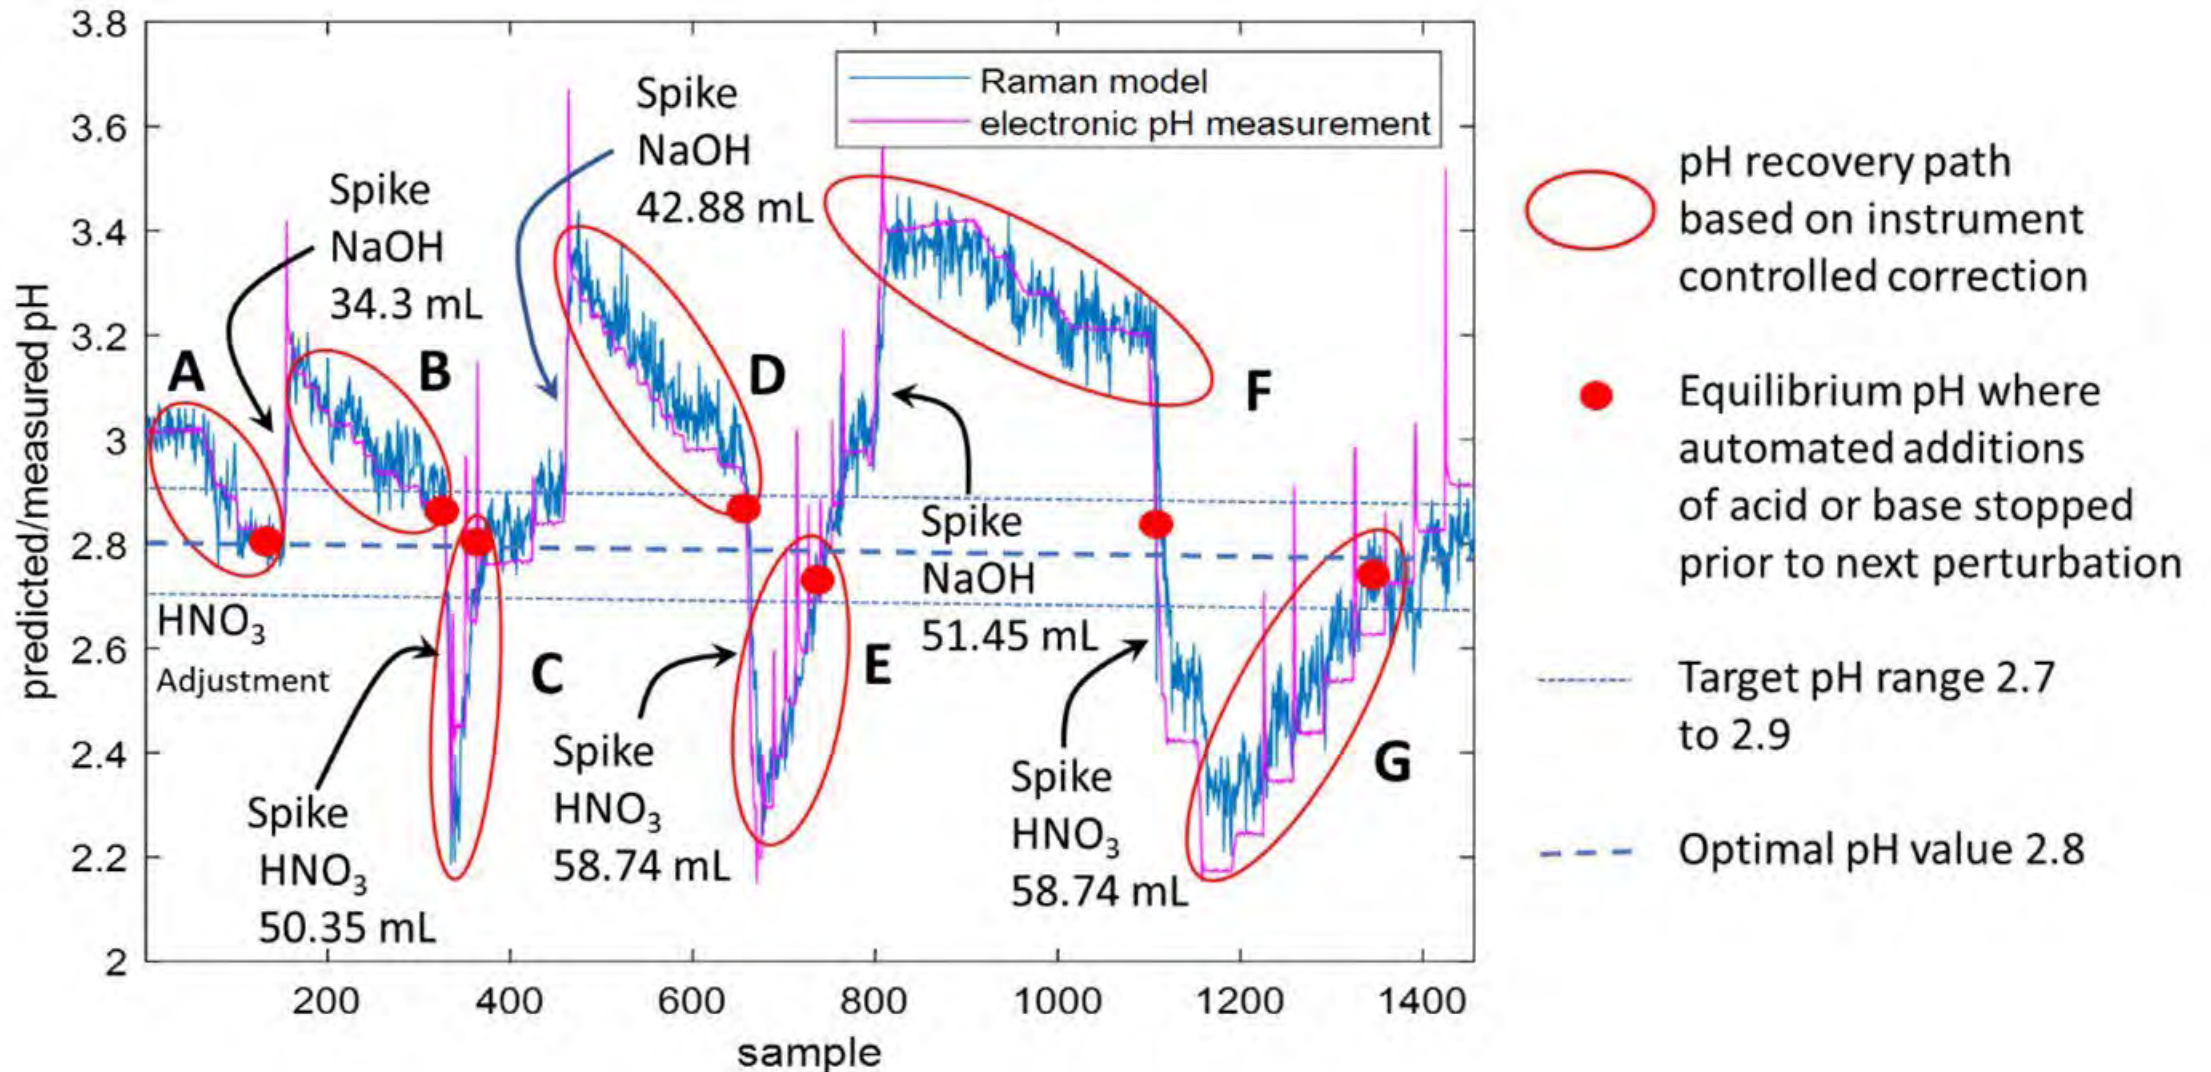 3.8
3.6
3.4
3.2
3
2.8
2.6
2.4
2.2
2
predicted/measured pH
200
400
600
800
1000
1200
1400
sample
Raman model
electronic pH measurement
A
Spike
NaOH
34.3 mL
B
Spike
NaOH
42.88 mL
D
F
HNO₃
Adjustment
C
Spike
HNO₃
50.35 mL
E
Spike
HNO₃
58.74 mL
Spike
NaOH
51.45 mL
Spike
HNO₃
58.74 mL
G
pH recovery path
based on instrument
controlled correction
Equilibrium pH where
automated additions
of acid or base stopped
prior to next perturbation
Target pH range 2.7
to 2.9
Optimal pH value 2.8